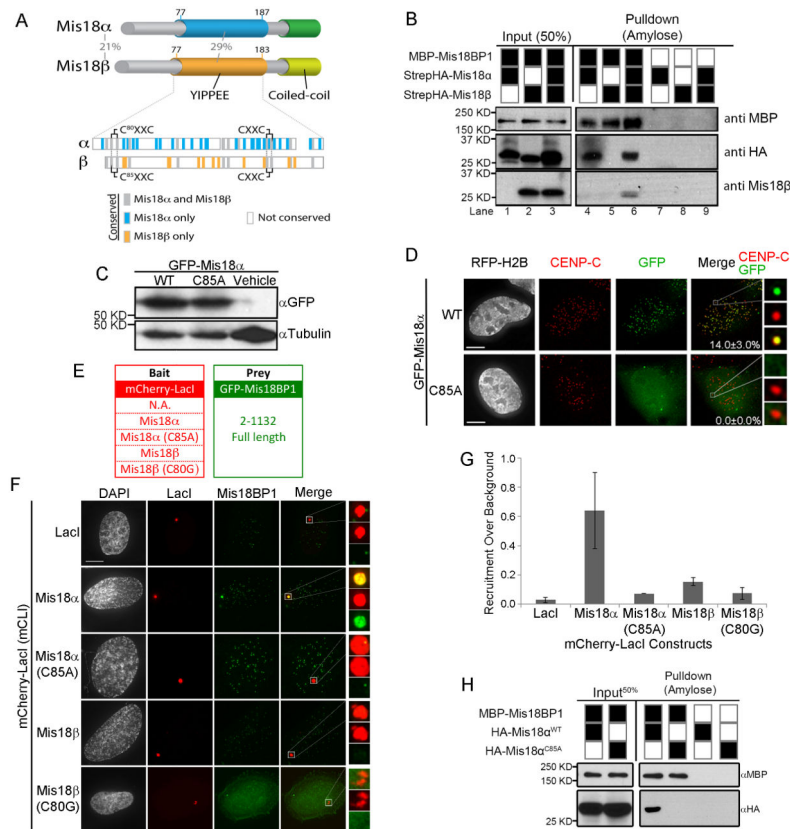 A
77 187
Mis18α
21%
77 29% 183
Mis18β
YIPPEE Coiled-coil
C⁸⁰XXC CXXC
α
β
C⁸⁵XXC CXXC
Conserved
Mis18α and Mis18β
Mis18α only
Mis18β only
Not conserved
B
Input (50%) Pulldown (Amylose)
MBP-Mis18BP1
StrepHA-Mis18α
StrepHA-Mis18β
250 KD
150 KD
anti MBP
37 KD
25 KD
anti HA
37 KD
25 KD
anti Mis18β
Lane 1 2 3 4 5 6 7 8 9
C
GFP-Mis18α
WT C85A Vehicle
50 KD
αGFP
50 KD
αTubulin
D
RFP-H2B CENP-C GFP Merge CENP-C GFP
GFP-Mis18α
WT
14.0±3.0%
C85A
0.0±0.0%
E
Bait Prey
mCherry-LacI GFP-Mis18BP1
N.A.
Mis18α
Mis18α (C85A)
Mis18β
Mis18β (C80G)
2-1132
Full length
F
DAPI LacI Mis18BP1 Merge
mCherry-LacI (mCLI)
LacI
Mis18α
Mis18α (C85A)
Mis18β
Mis18β (C80G)
G
Recruitment Over Background
1.0
0.8
0.6
0.4
0.2
0.0
LacI Mis18α Mis18α (C85A) Mis18β Mis18β (C80G)
mCherry-LacI Constructs
H
Input⁵⁰% Pulldown (Amylose)
MBP-Mis18BP1
HA-Mis18αᵂᵀ
HA-Mis18αᶜ⁸⁵ᴬ
250 KD
150 KD
αMBP
25 KD
αHA